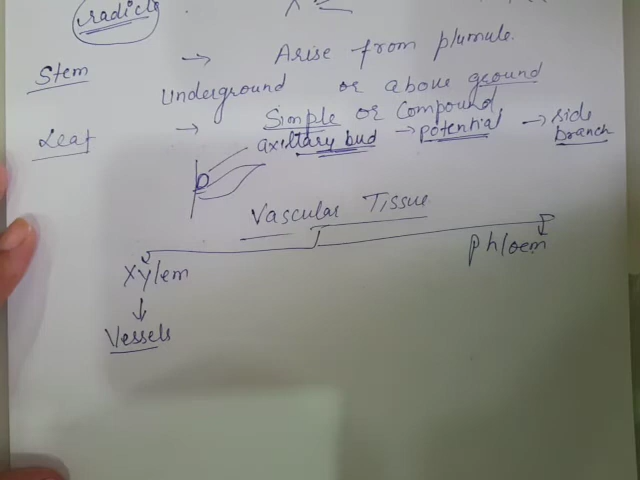 radicle
Stem → Arise from plumule.
Underground or above ground
Leaf → Simple or Compound,
axillary bud → potential → side branch
Vascular Tissue
Xylem
Phloem
↓
Vessels